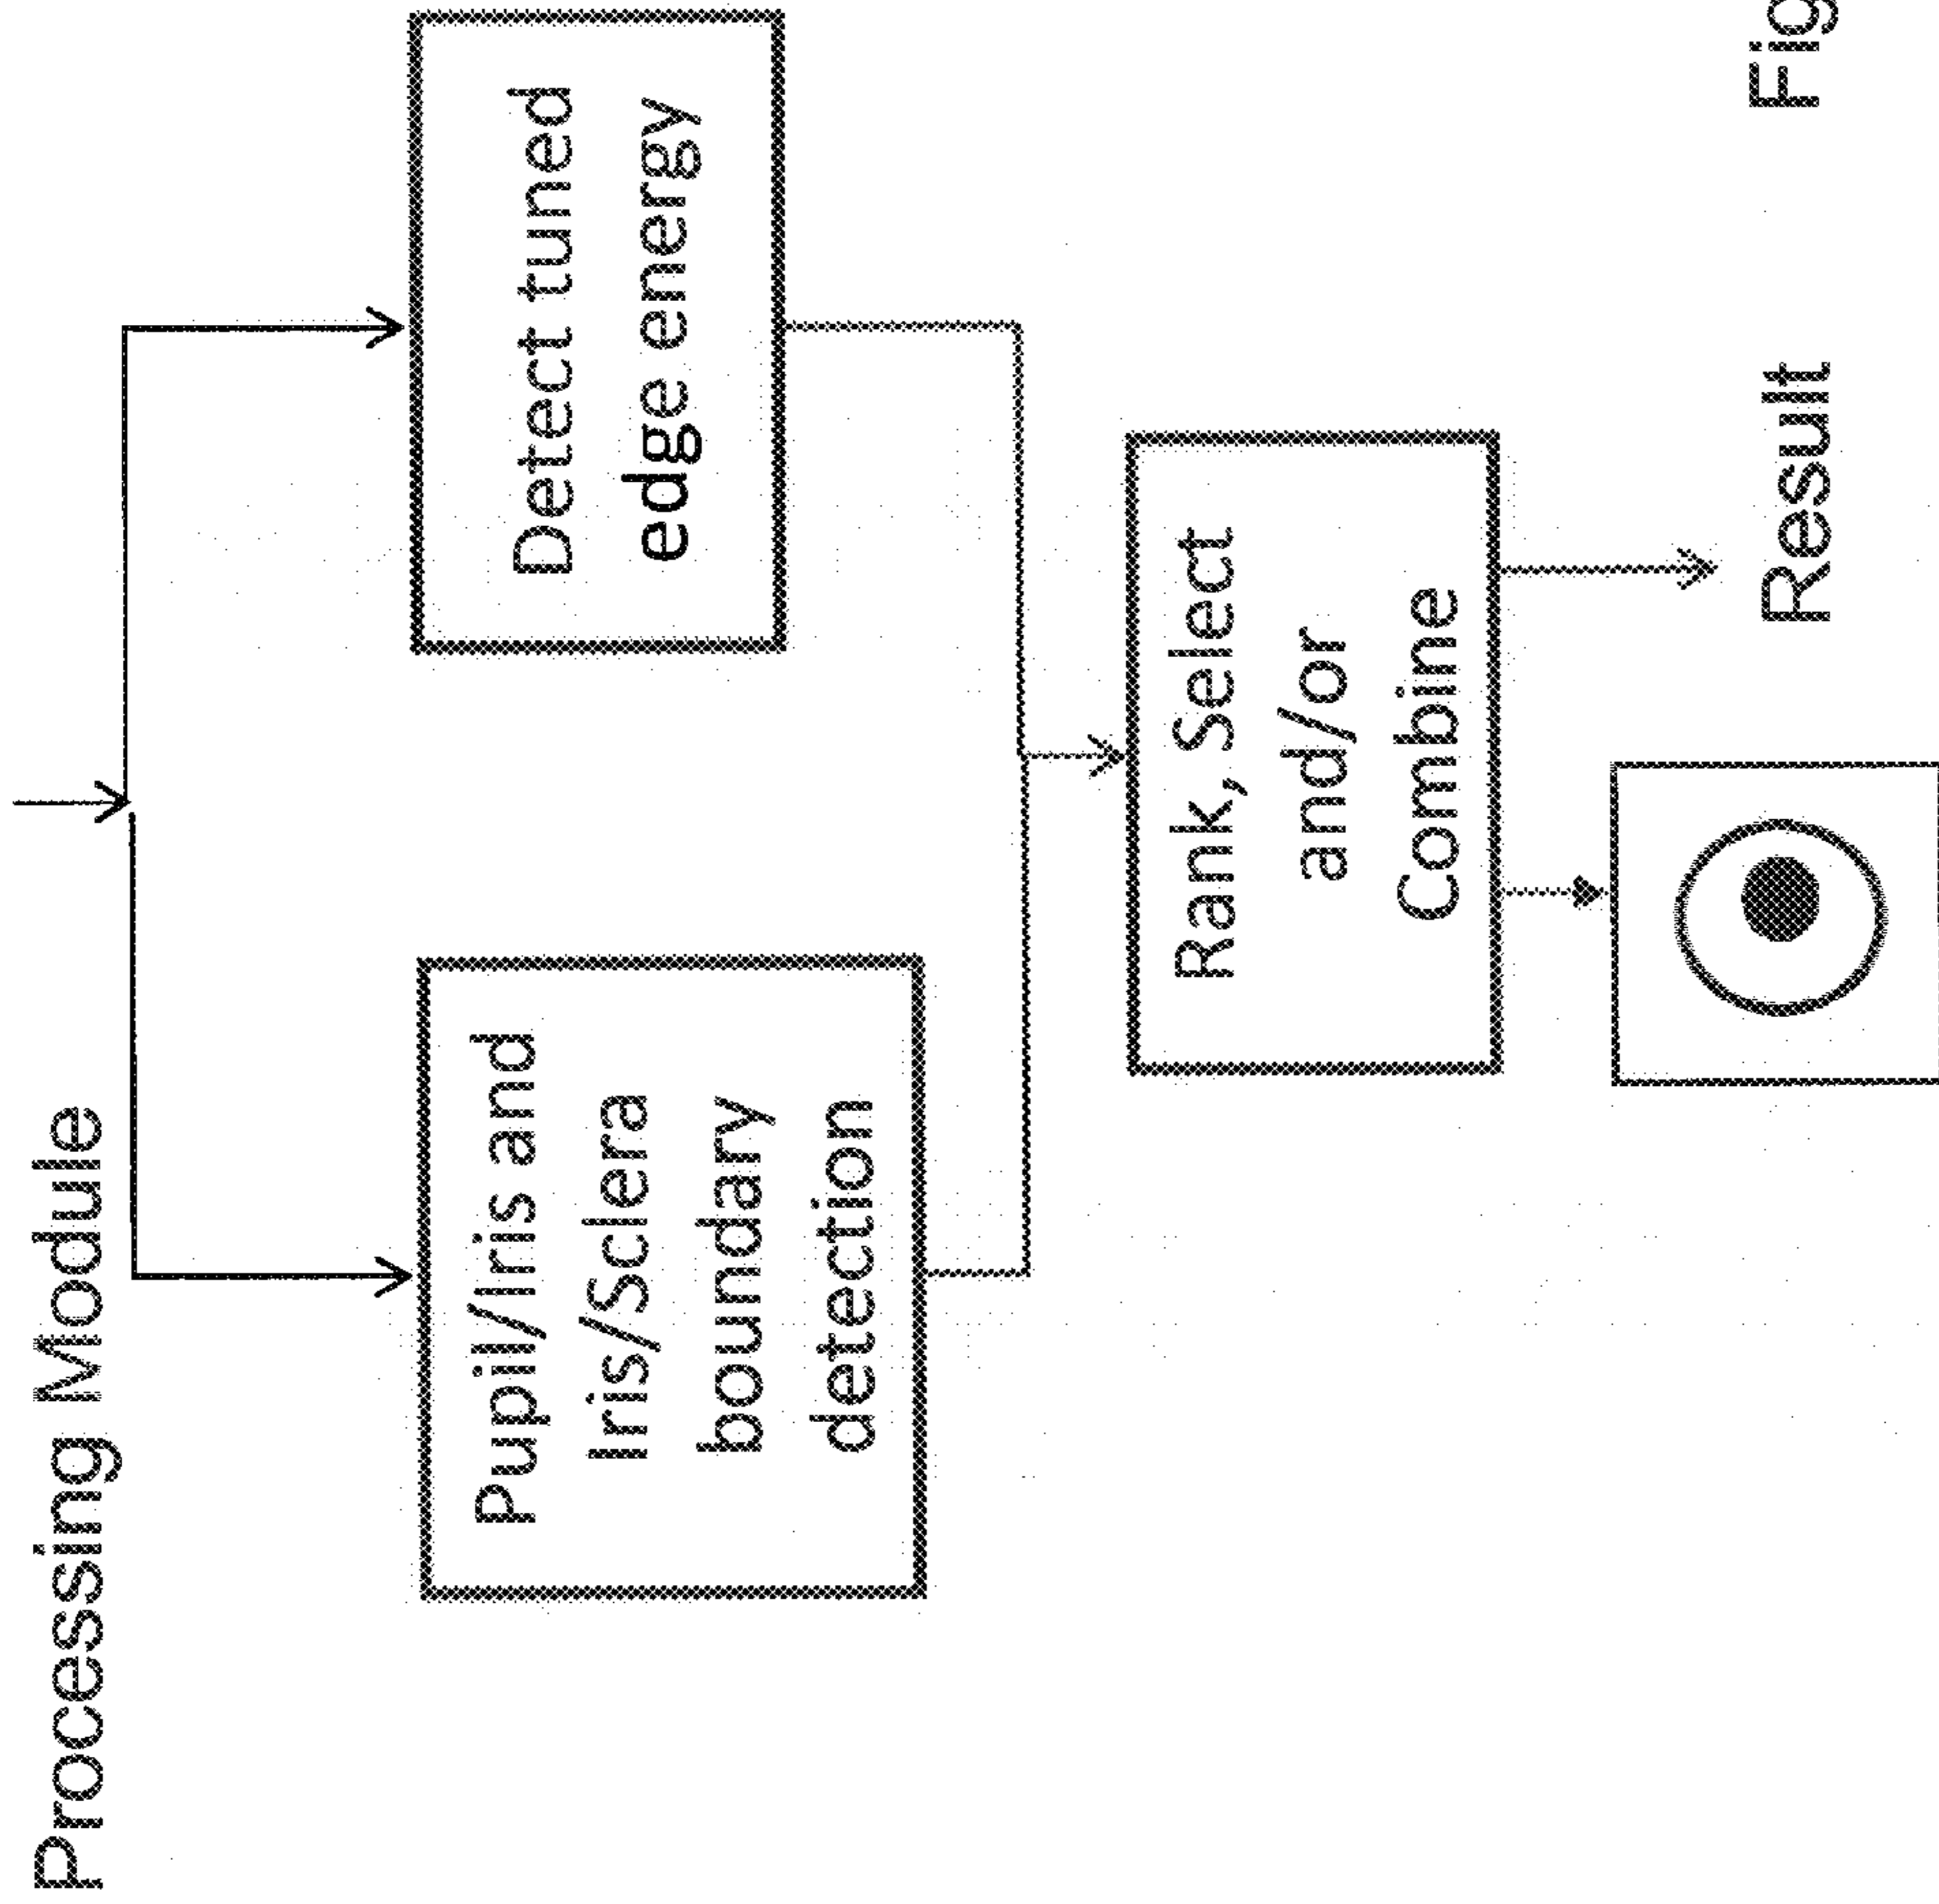 Processing Module
Pupil/Iris and
Iris/Sclera
boundary
detection
Detect tuned
edge energy
Rank, Select
and/or
Combine
Result
Fig